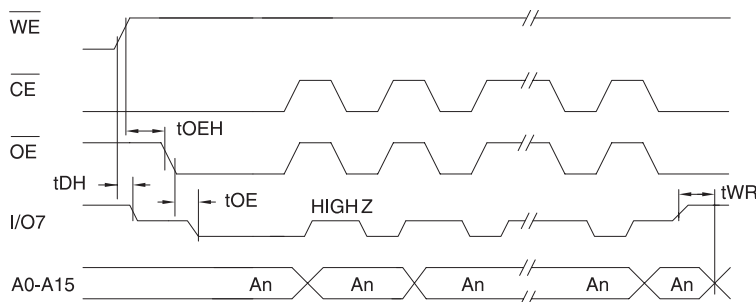 WE
CE
tOEH
OE
tDH
tOE
tWR
HIGH Z
I/O7
A0-A15 An An An An An